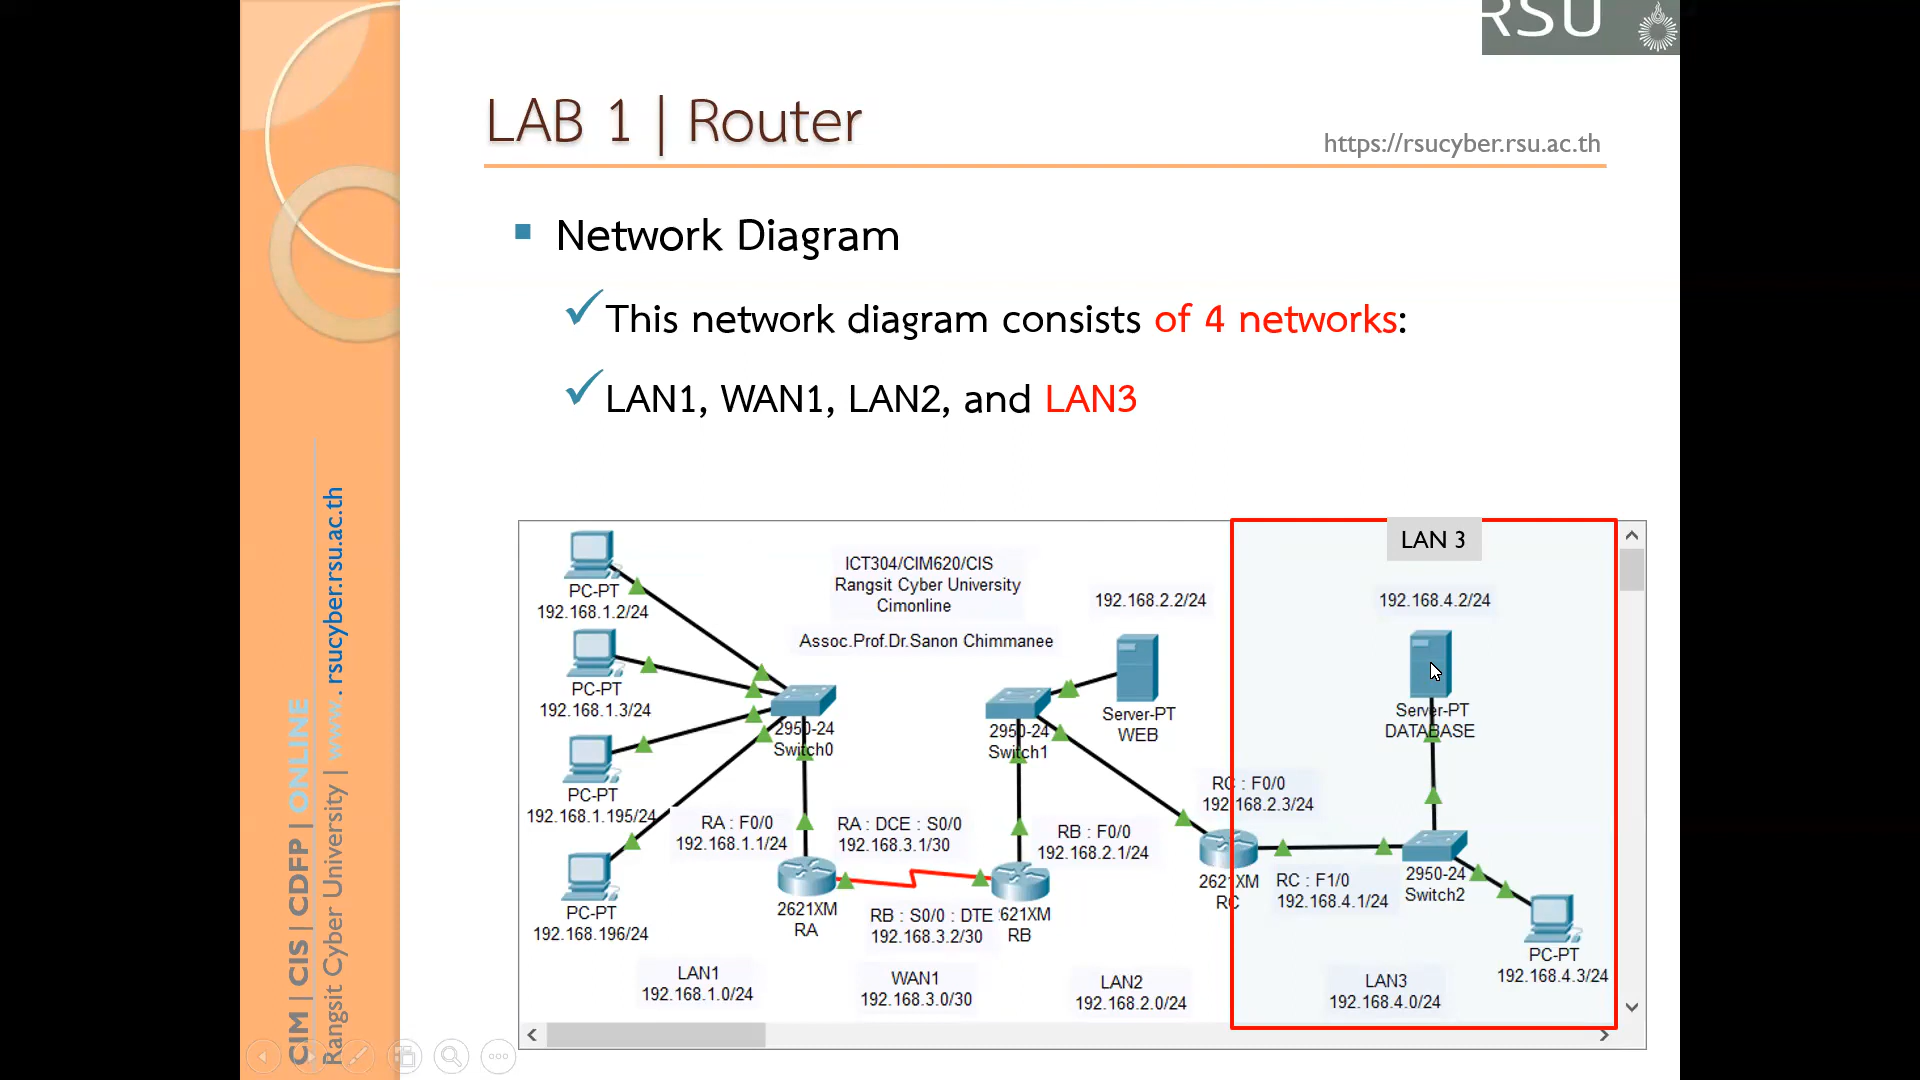 RSU
LAB 1 | Router
https://rsucyber.rsu.ac.th
Network Diagram
This network diagram consists of 4 networks:
LAN1, WAN1, LAN2, and LAN3
CIM | CIS | CDFP | ONLINE
Rangsit Cyber University | www. rsucyber.rsu.ac.th
LAN 3
ICT304/CIM620/CIS
Rangsit Cyber University
Cimonline
Assoc.Prof.Dr.Sanon Chimmanee
PC-PT
192.168.1.2/24
PC-PT
192.168.1.3/24
PC-PT
192.168.1.195/24
PC-PT
192.168.196/24
2950-24
Switch0
RA : F0/0
192.168.1.1/24
RA : DCE : S0/0
192.168.3.1/30
2621XM
RA
RB : S0/0 : DTE
192.168.3.2/30
LAN1
192.168.1.0/24
WAN1
192.168.3.0/30
192.168.2.2/24
Server-PT
WEB
2950-24
Switch1
RB : F0/0
192.168.2.1/24
621XM
RB
LAN2
192.168.2.0/24
RC : F0/0
192.168.2.3/24
2621XM
RC
RC : F1/0
192.168.4.1/24
192.168.4.2/24
Server-PT
DATABASE
2950-24
Switch2
PC-PT
192.168.4.3/24
LAN3
192.168.4.0/24